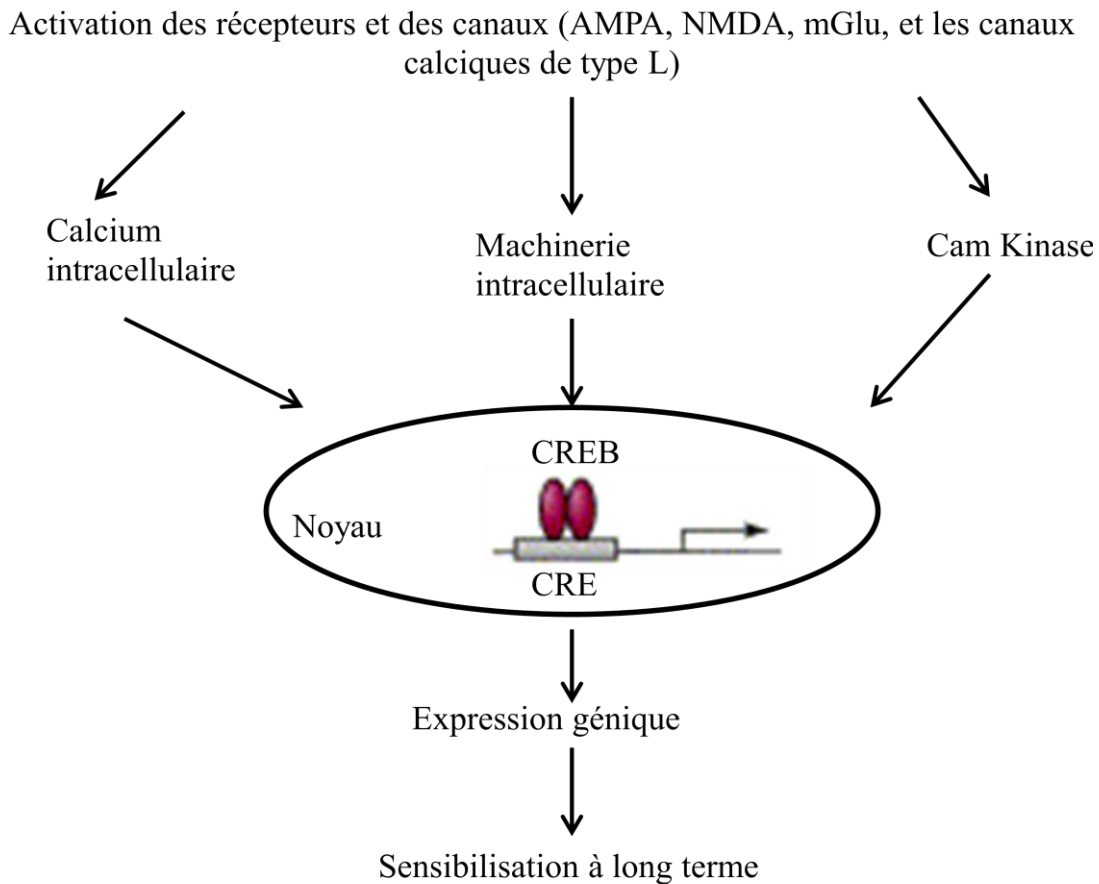 Activation des récepteurs et des canaux (AMPA, NMDA, mGlu, et les canaux
calciques de type L)
Calcium
intracellulaire
Machinerie
intracellulaire
Cam Kinase
CREB
Noyau
CRE
Expression génique
Sensibilisation à long terme